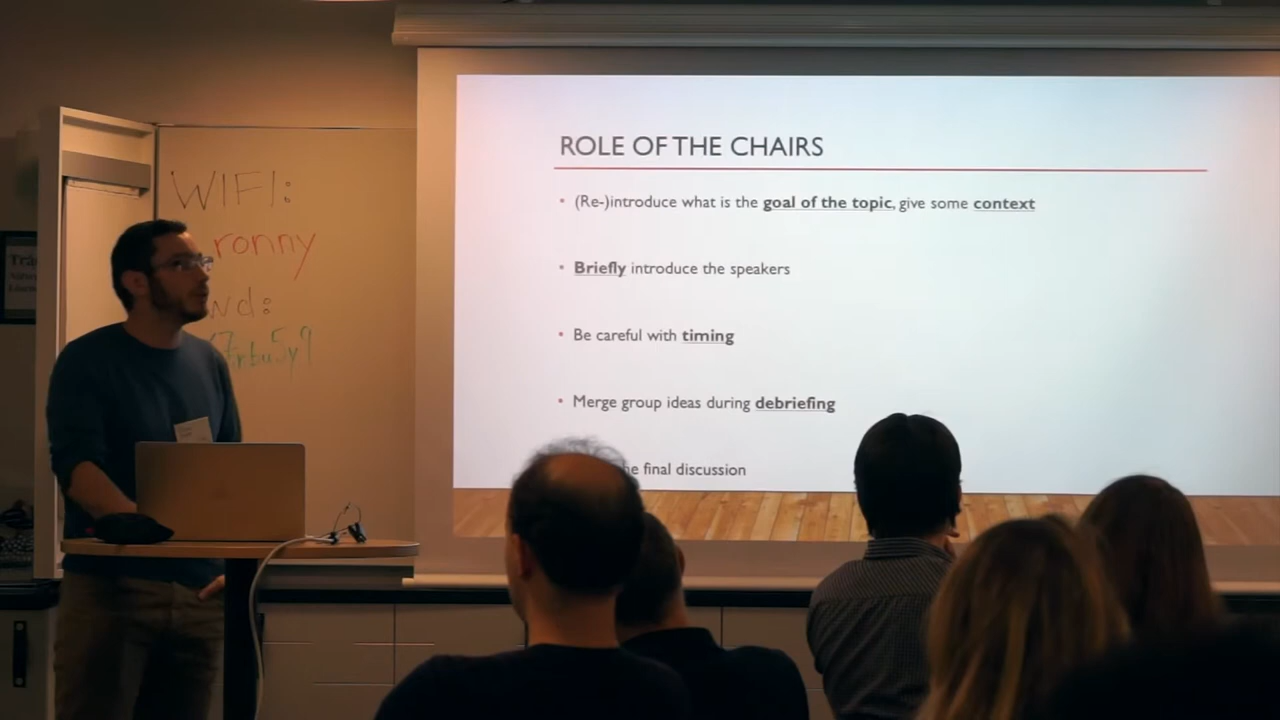 WIFI:
ronny
wd:
ROLE OF THE CHAIRS
• (Re-)introduce what is the goal of the topic, give some context
• Briefly introduce the speakers
• Be careful with timing
• Merge group ideas during debriefing
final discussion